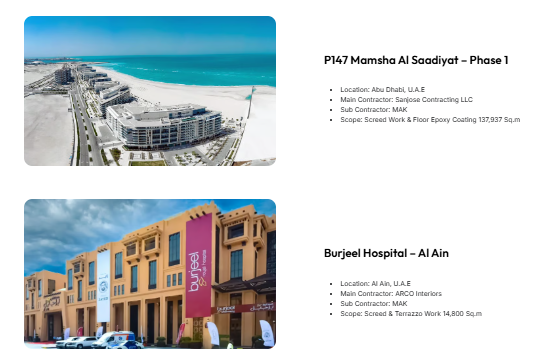 P147 Mamsha Al Saadiyat – Phase 1
Location: Abu Dhabi, U.A.E
Main Contractor: Sanjose Contracting LLC
Sub Contractor: MAK
Scope: Screed Work & Floor Epoxy Coating 137,937 Sq.m
burjeel
Burjeel Hospital – Al Ain
Location: Al Ain, U.A.E
Main Contractor: ARCO Interiors
Sub Contractor: MAK
Scope: Screed & Terrazzo Work 14,800 Sq.m